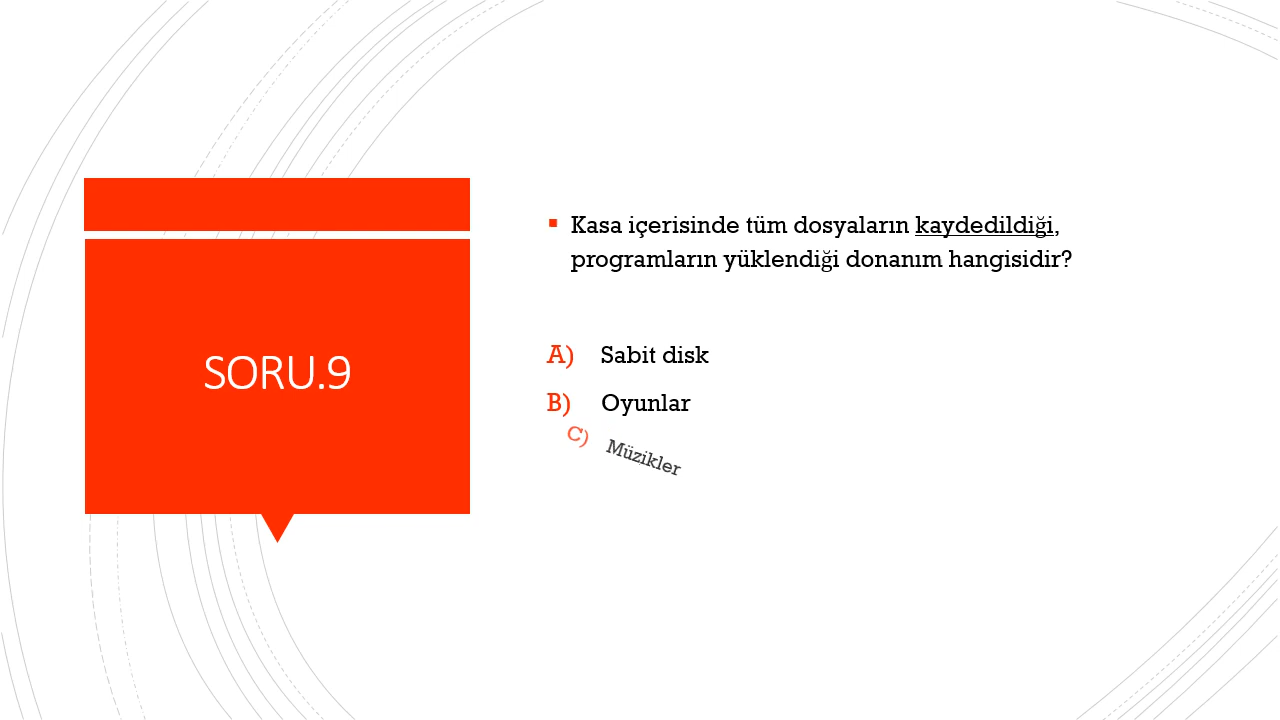 SORU.9
Kasa içerisinde tüm dosyaların kaydedildiği,
programların yüklendiği donanım hangisidir?
A) Sabit disk
B) Oyunlar
C) Müzikler